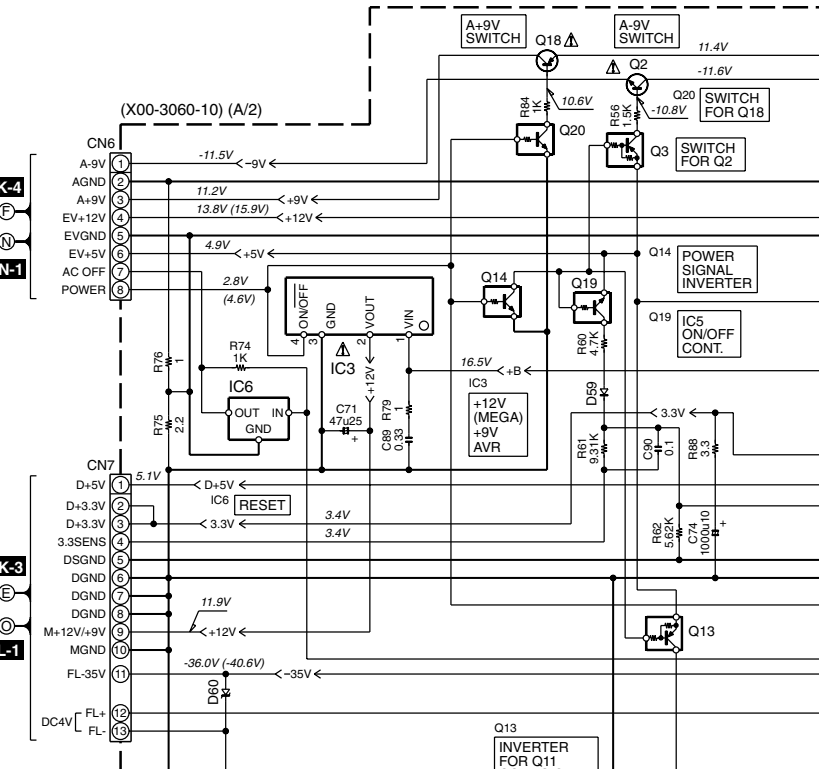 A+9V
SWITCH
Q18
A-9V
SWITCH
11.4V
Q2
-11.6V
R84
1K
10.6V
R56
1.5K
-10.8V
Q20
SWITCH
FOR Q18
(X00-3060-10) (A/2)
Q20
Q3
SWITCH
FOR Q2
CN6
A-9V 1 -11.5V -9V
K-4
AGND 2
A+9V 3 11.2V +9V
F
EV+12V 4 13.8V (15.9V) +12V
EVGND 5
N
EV+5V 6 4.9V +5V
N-1
AC OFF 7
POWER 8 2.8V
(4.6V)
Q14
POWER
SIGNAL
INVERTER
Q14
Q19
Q19
IC5
ON/OFF
CONT.
ON/OFF
GND
VOUT
VIN
4 3 2 1
IC3
R76
1
R74
1K
R75
2.2
IC6
OUT IN
GND
+12V
C71
47u25
+
R79
1
C89
0.33
16.5V +B
IC3
+12V
(MEGA)
+9V
AVR
R60
4.7K
D59
3.3V
R61
9.31K
C90
0.1
R88
3.3
CN7
D+5V 1 5.1V D+5V
IC6
RESET
D+3.3V 2
D+3.3V 3 3.3V 3.4V
3.3SENS 4 3.4V
R62
5.62K
C74
1000u10
+
DSGND 5
K-3
DGND 6
E
DGND 7
DGND 8
11.9V
O
M+12V/+9V 9 +12V
L-1
MGND 10
Q13
FL-35V 11 -36.0V (-40.6V) -35V
D60
DC4V
FL+ 12
FL- 13
Q13
INVERTER
FOR Q11